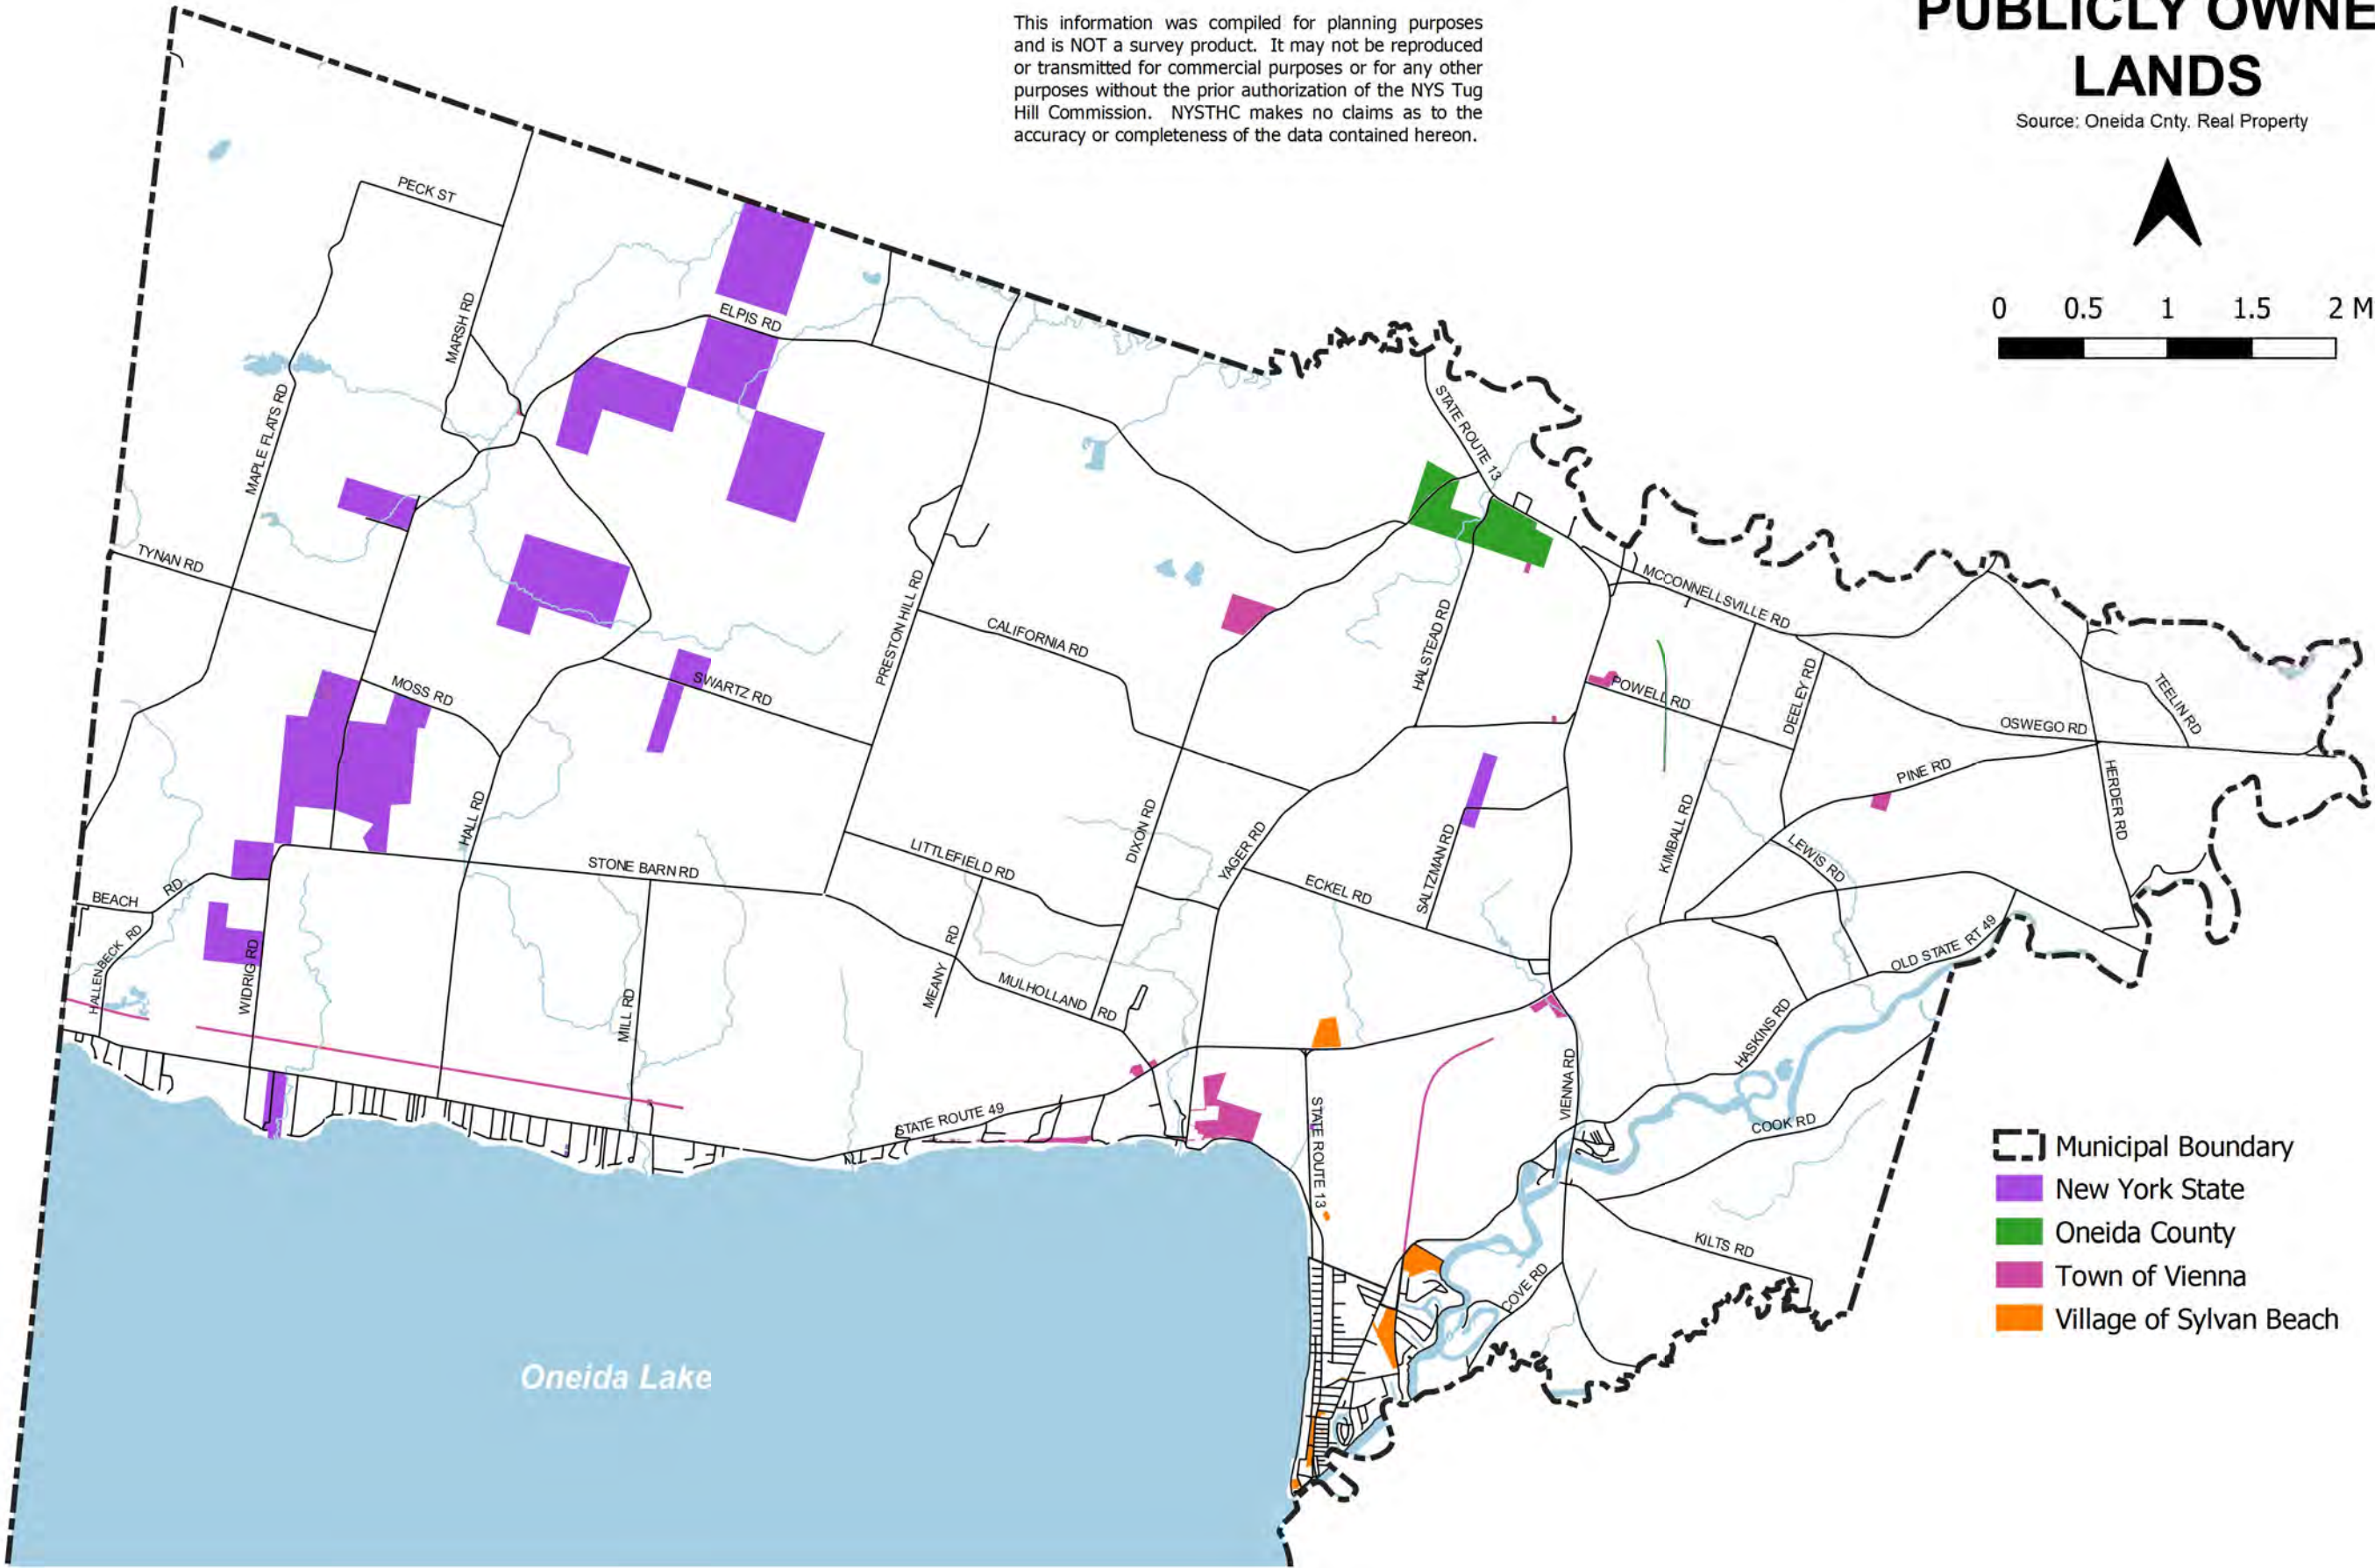 This information was compiled for planning purposes
and is NOT a survey product. It may not be reproduced
or transmitted for commercial purposes or for any other
purposes without the prior authorization of the NYS Tug
Hill Commission. NYSTHC makes no claims as to the
accuracy or completeness of the data contained hereon.
PUBLICLY OWNE
LANDS
Source: Oneida Cnty. Real Property
0 0.5 1 1.5 2 M
PECK ST
MARSH RD
ELPIS RD
MAPLE FLATS RD
TYNAN RD
STATE ROUTE 13
MCCONNELLSVILLE RD
PRESTON HILL RD
CALIFORNIA RD
HALSTEAD RD
MOSS RD
SWARTZ RD
POWELL RD
DEELEY RD
TEELIN RD
OSWEGO RD
PINE RD
HERDER RD
HALL RD
STONE BARN RD
LITTLEFIELD RD
DIXON RD
YAGER RD
ECKEL RD
SALTZMAN RD
KIMBALL RD
LEWIS RD
BEACH RD
HALLENBECK RD
WIDRIG RD
MILL RD
MEANY RD
MULHOLLAND RD
OLD STATE RT 49
HASKINS RD
VIENNA RD
COOK RD
STATE ROUTE 49
STATE ROUTE 13
KILTS RD
COVE RD
Oneida Lake
Municipal Boundary
New York State
Oneida County
Town of Vienna
Village of Sylvan Beach